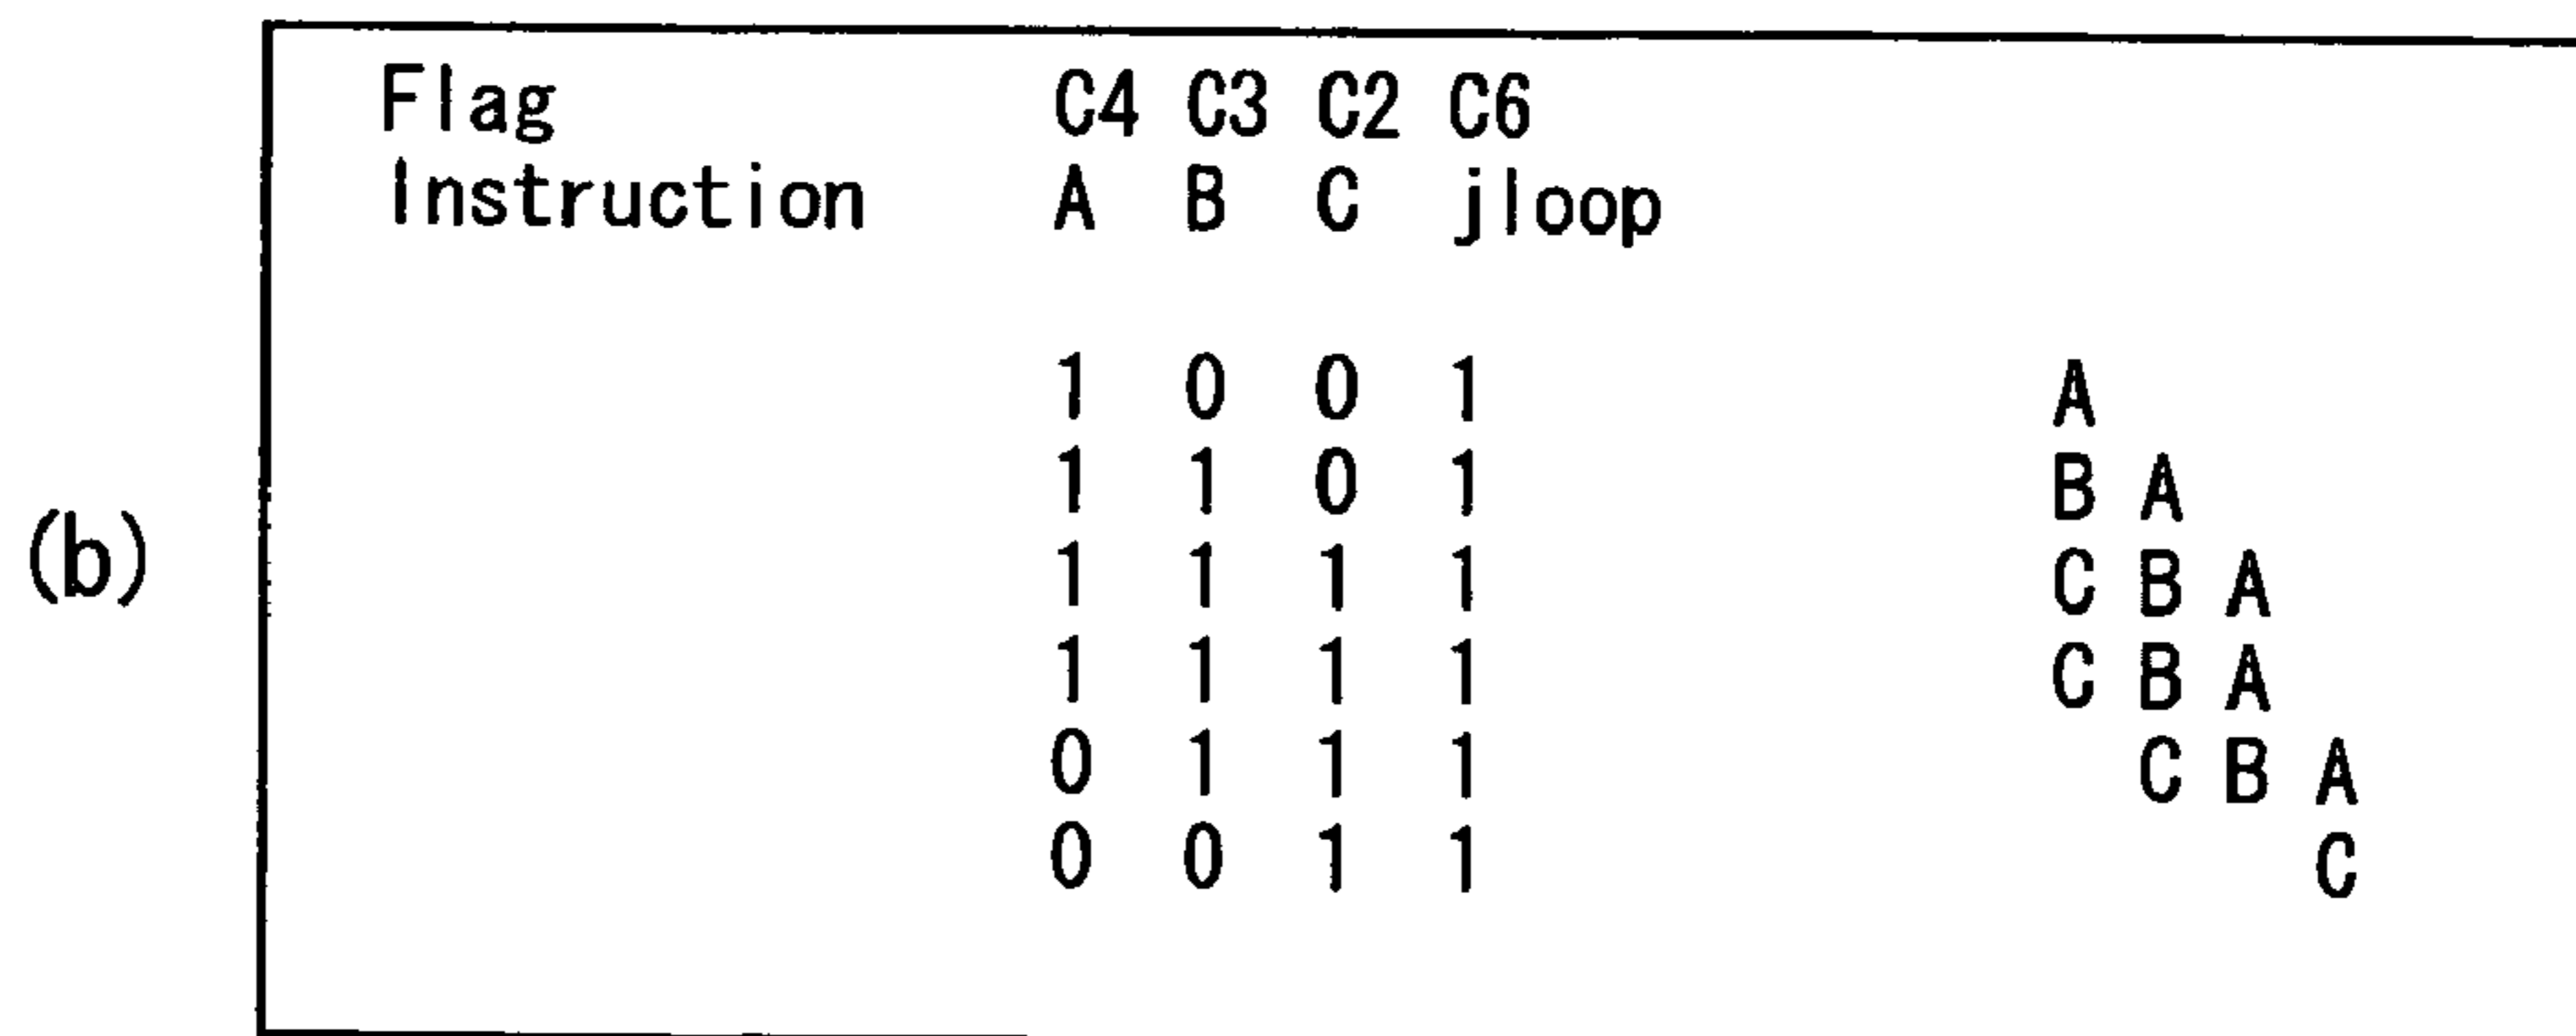 Flag C4 C3 C2 C6
Instruction A B C jloop
1 0 0 1 A
1 1 0 1 B A
(b)
1 1 1 1 C B A
1 1 1 1 C B A
0 1 1 1 C B A
0 0 1 1 C